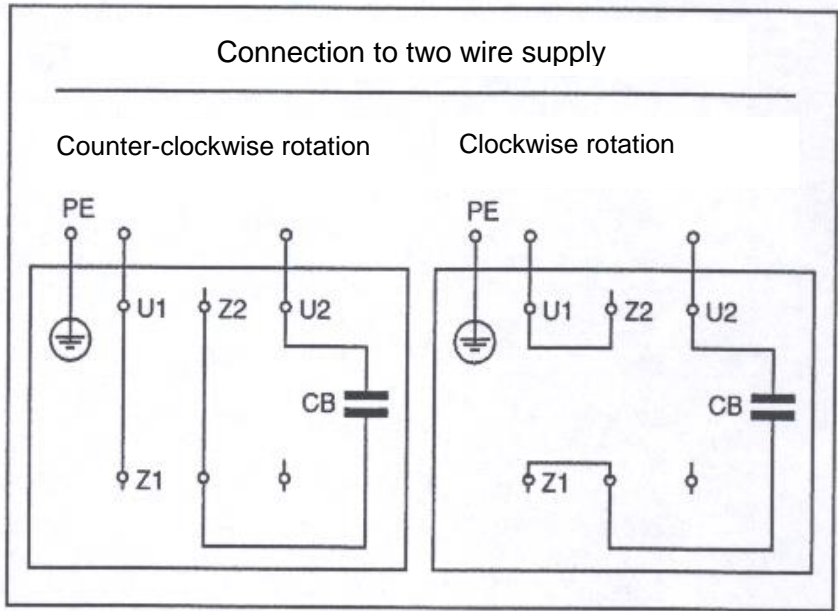 Connection to two wire supply
Counter-clockwise rotation
Clockwise rotation
PE
U1 Z2 U2
CB
Z1
PE
U1 Z2 U2
CB
Z1